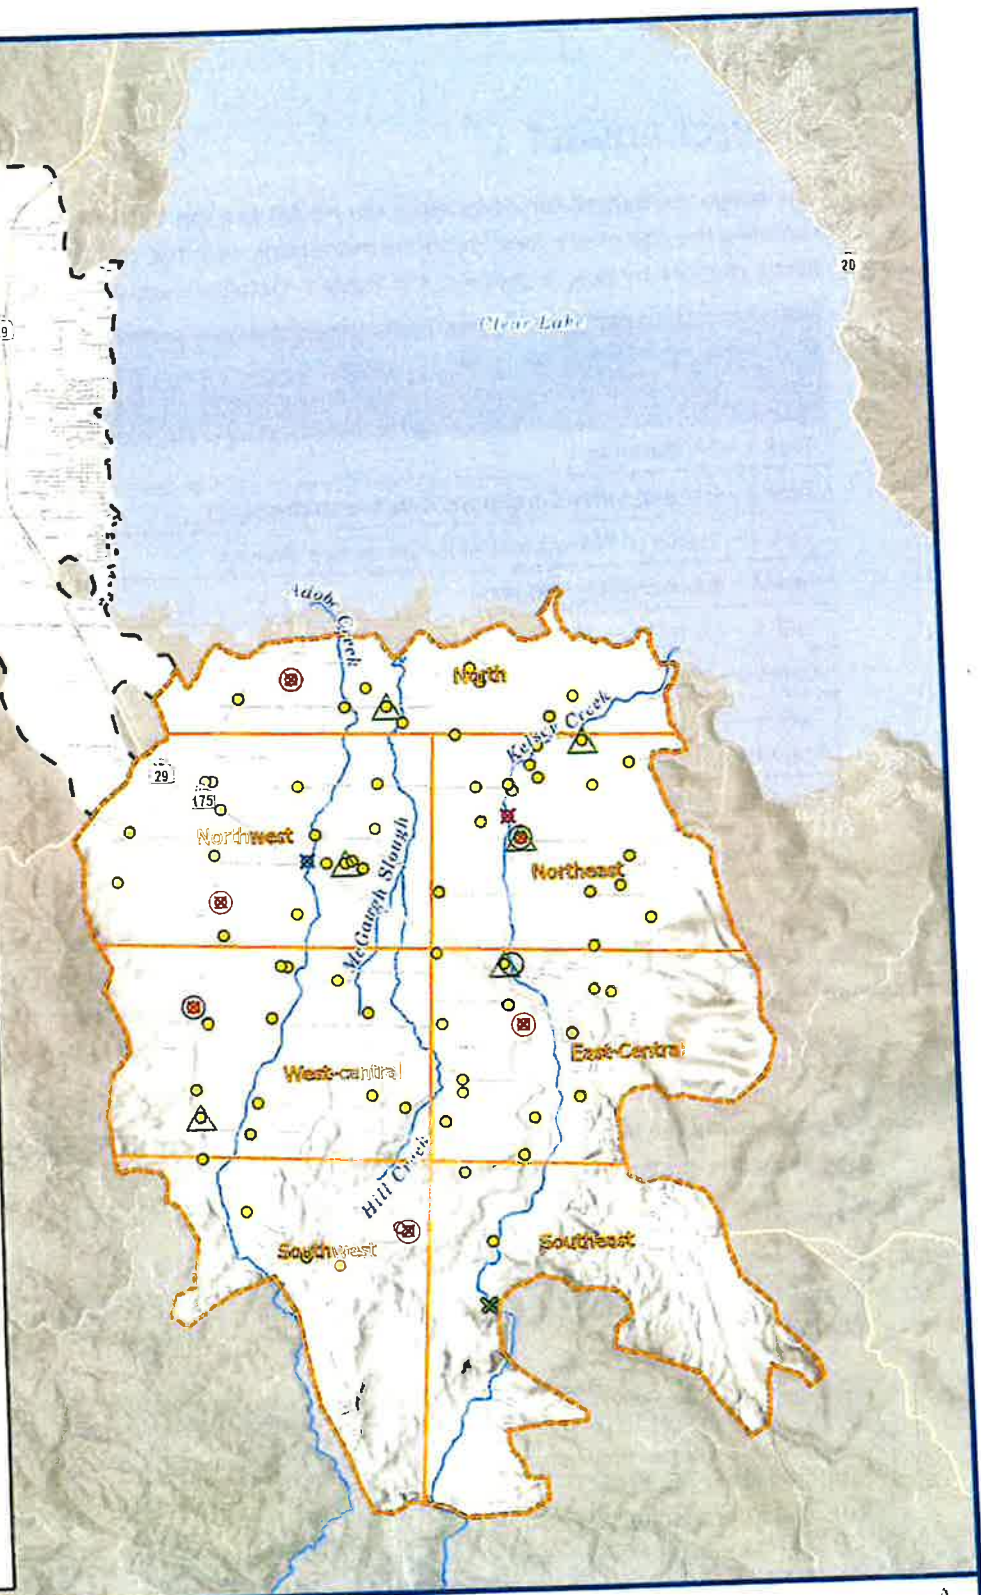 20
9
Clear Lake
Adobe Creek
North
Kelsey Creek
29
175
Northwest
McGaugh Slough
Northeast
East-Central
West-central
Hill Creek
Southwest
Southeast